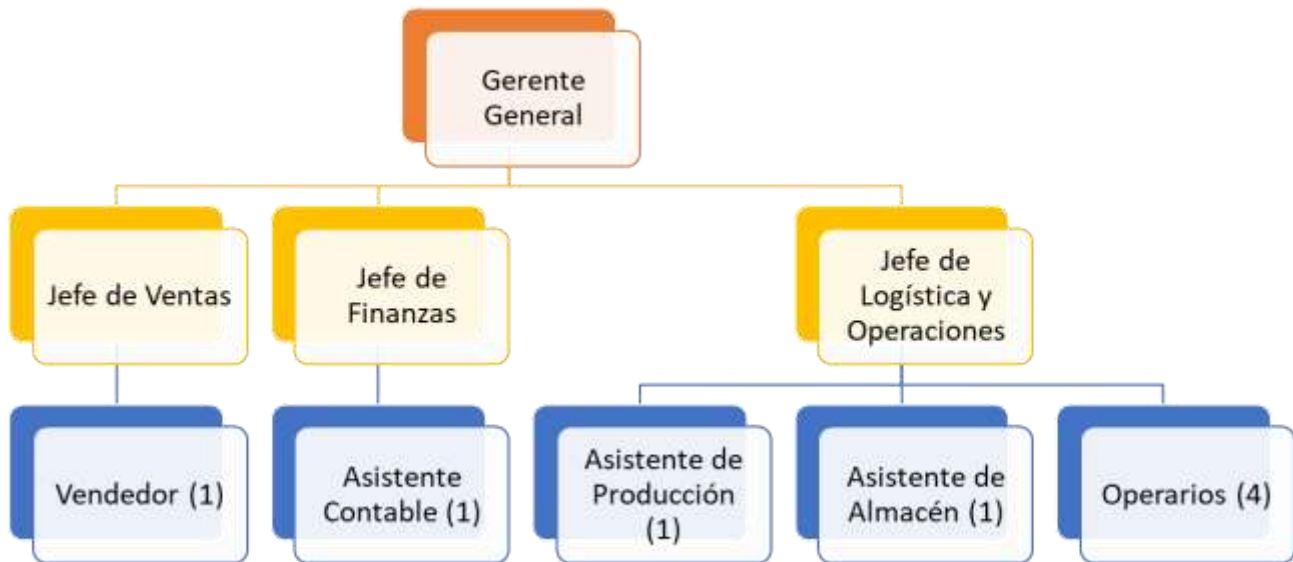 Gerente
General
Jefe de Ventas
Jefe de
Finanzas
Jefe de
Logística y
Operaciones
Vendedor (1)
Asistente
Contable (1)
Asistente de
Producción
(1)
Asistente de
Almacén (1)
Operarios (4)